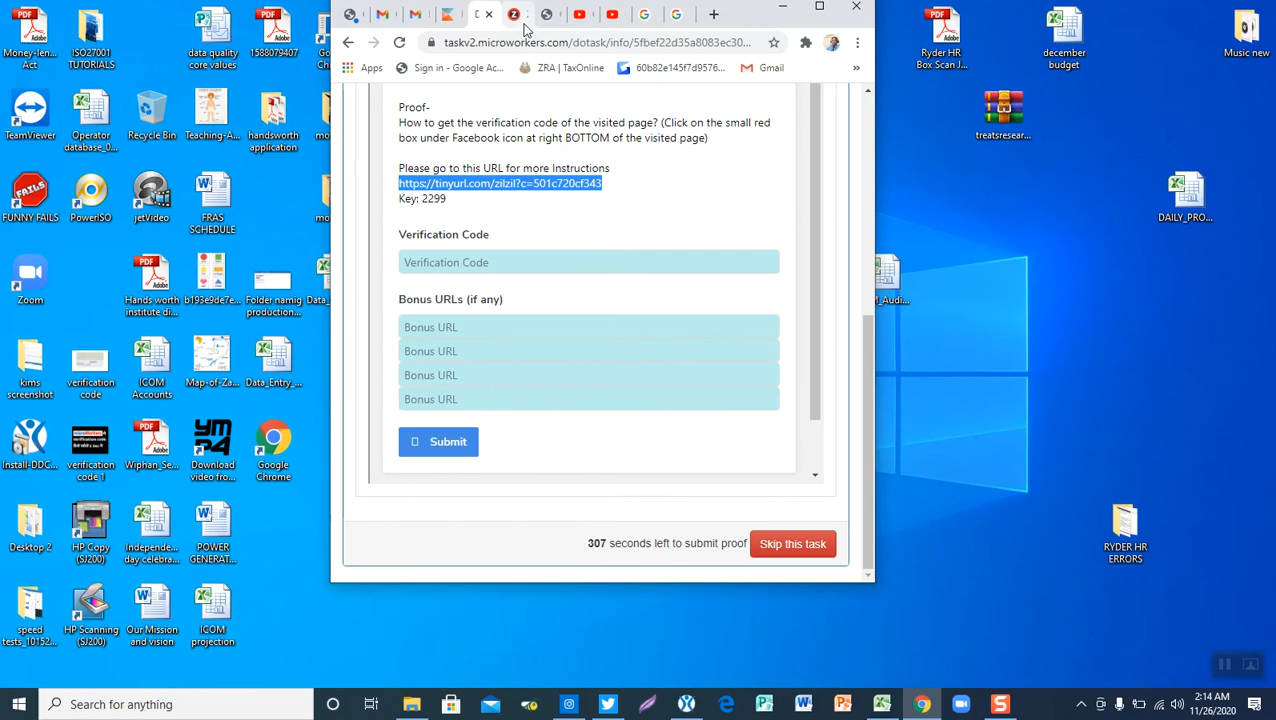 taskv2.microworkers.com/dotask/info/5fbef22d35a8083ec30...
Apps
Sign in - Google Ac...
ZRA | TaxOnline
60b82e145f7d9576...
Gmail
»
Proof-
How to get the verification code of the visited page? (Click on the small red
box under Facebook icon at right BOTTOM of the visited page)
Please go to this URL for more Instructions
https://tinyurl.com/zilzil?c=501c720cf343
Key: 2299
Verification Code
Verification Code
Bonus URLs (if any)
Bonus URL
Bonus URL
Bonus URL
Bonus URL
Submit
307 seconds left to submit proof
Skip this task
Money-Len...
Act
ISO27001
TUTORIALS
data quality
core values
1588079407
TeamViewer
Operator
database_0...
Recycle Bin
Teaching-A...
handsworth
application
FUNNY FAILS
PowerISO
jetVideo
FRAS
SCHEDULE
Zoom
Hands worth
institute di...
b193e9de7e...
Folder namig
production...
kims
screenshot
verification
code
ICOM
Accounts
Map-of-Za...
Data_Entry_...
Install-DDC...
verification
code 1
Wiphan_Se...
Download
video fro...
Google
Chrome
Desktop 2
HP Copy
(SJ200)
Independe...
day celebra...
POWER
GENERAT...
speed
tests_10152...
HP Scanning
(SJ200)
Our Mission
and vision
ICOM
projection
Ryder HR
Box Scan J...
december
budget
Music new
treatsresear...
DAILY_PRO...
RYDER HR
ERRORS
Search for anything
2:14 AM
11/26/2020